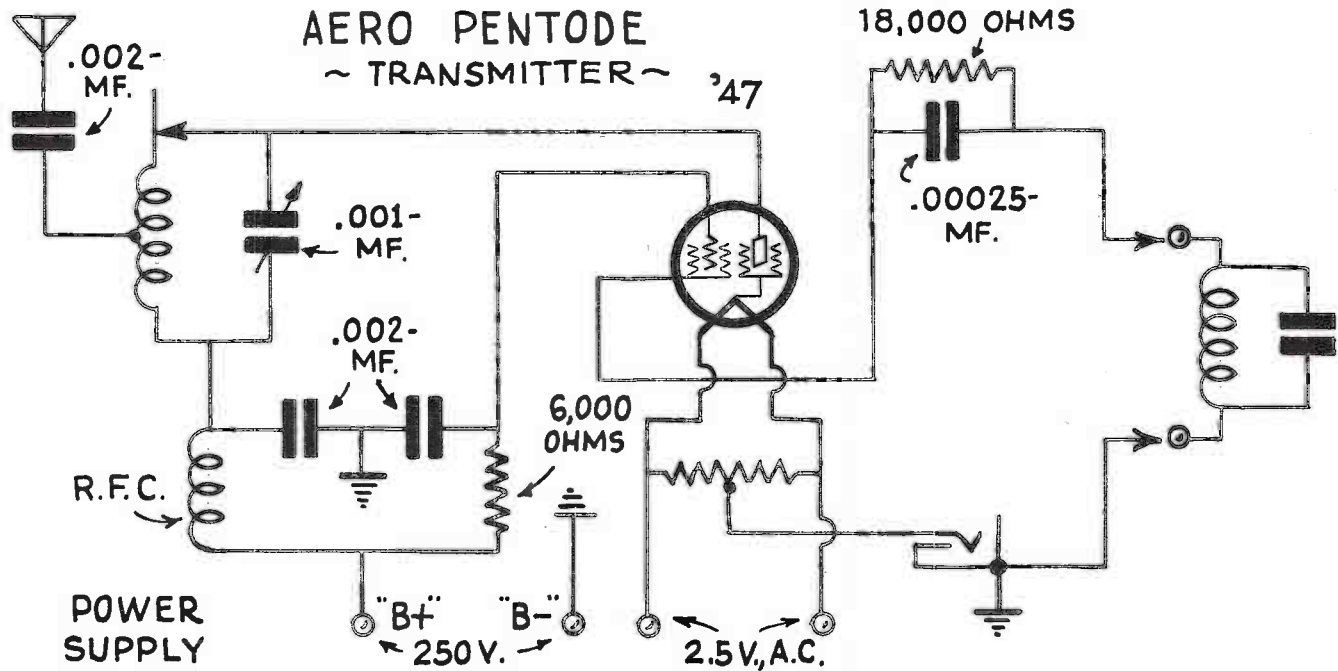 AERO PENTODE
~ TRANSMITTER ~
.002-
MF.
'47
18,000 OHMS
.00025-
MF.
.001-
MF.
.002-
MF.
6,000
OHMS
R.F.C.
POWER
SUPPLY
"B+"
"B-"
250 V.
2.5 V., A.C.